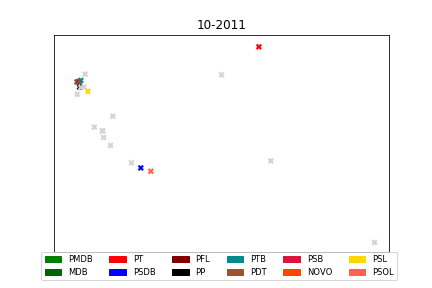 10-2011
PMDB PT PFL PTB PSB PSL
MDB PSDB PP PDT NOVO PSOL